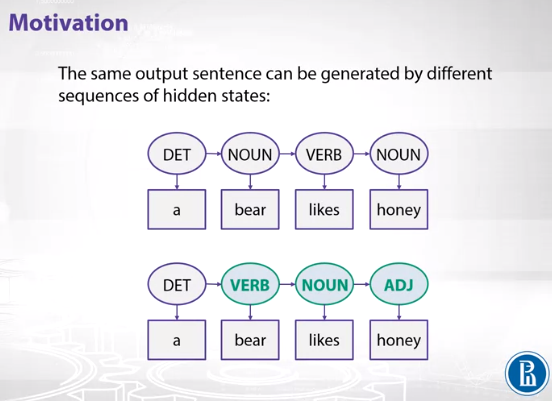 Motivation
The same output sentence can be generated by different
sequences of hidden states:
DET NOUN VERB NOUN
a bear likes honey
DET VERB NOUN ADJ
a bear likes honey